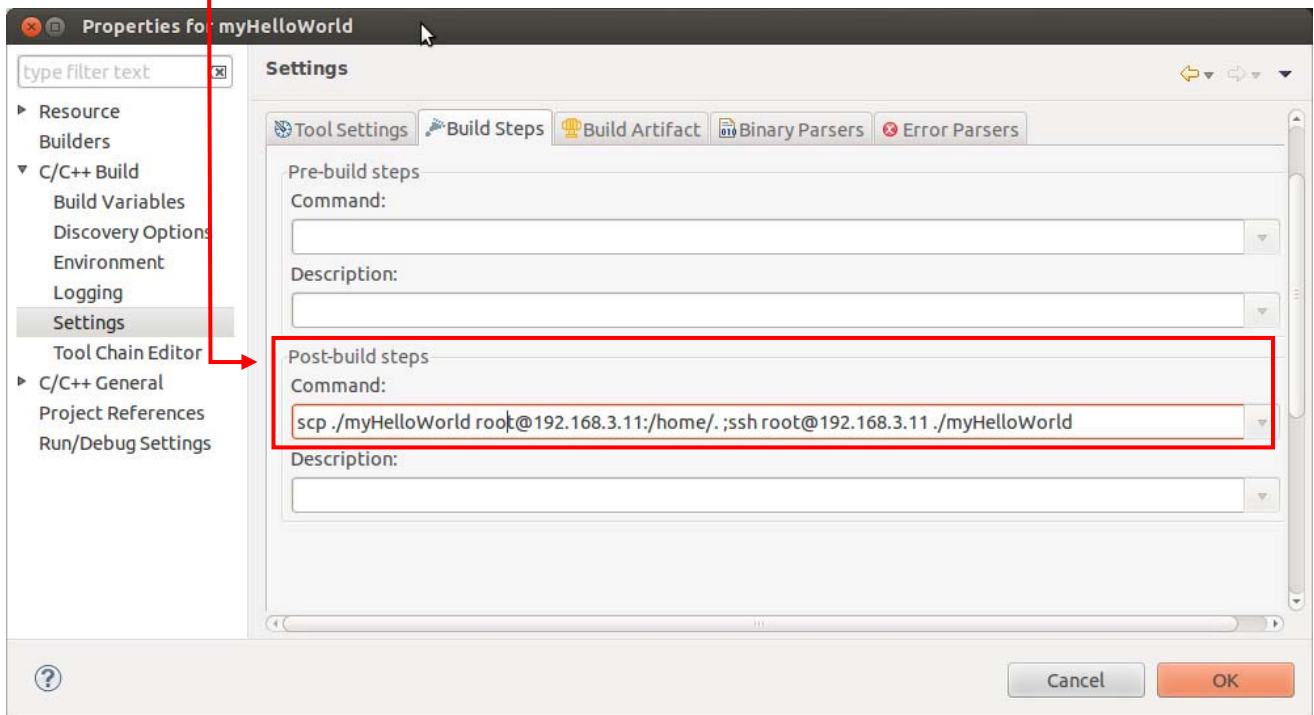 Properties for myHelloWorld
type filter text
Settings
Resource
Builders
C/C++ Build
Build Variables
Discovery Options
Environment
Logging
Settings
Tool Chain Editor
C/C++ General
Project References
Run/Debug Settings
Tool Settings
Build Steps
Build Artifact
Binary Parsers
Error Parsers
Pre-build steps
Command:
Description:
Post-build steps
Command:
scp ./myHelloWorld root@192.168.3.11:/home/. ;ssh root@192.168.3.11 ./myHelloWorld
Description:
Cancel
OK